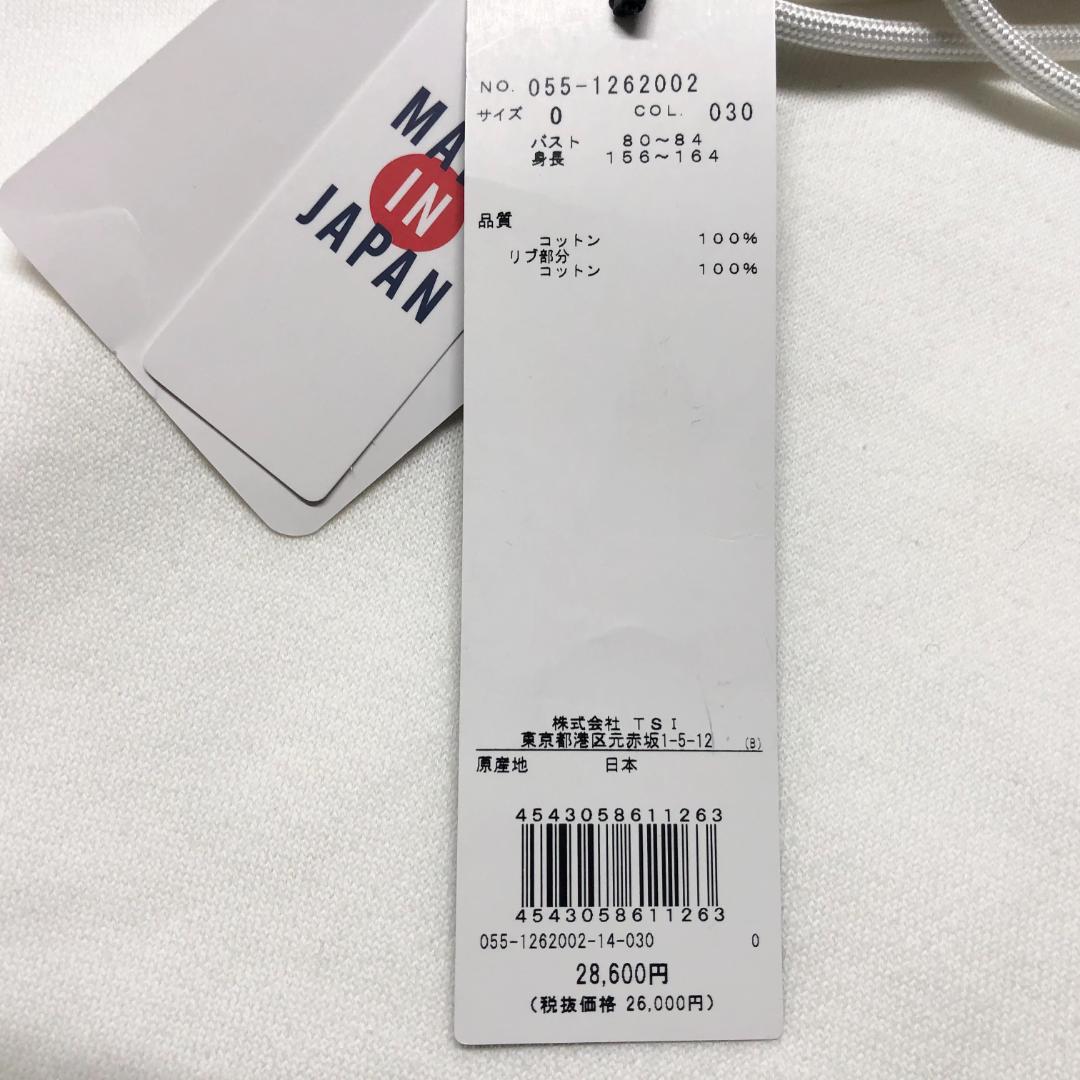 MA
IN
JAPAN
NO. 055-1262002
サイズ 0 COL. 030
バスト 80～84
身長 156～164
品質
コットン 100%
リブ部分
コットン 100%
株式会社 TSI
東京都港区元赤坂1-5-12 (B)
原産地 日本
4543058611263
4543058611263
055-1262002-14-030 0
28,600円
(税抜価格 26,000円)